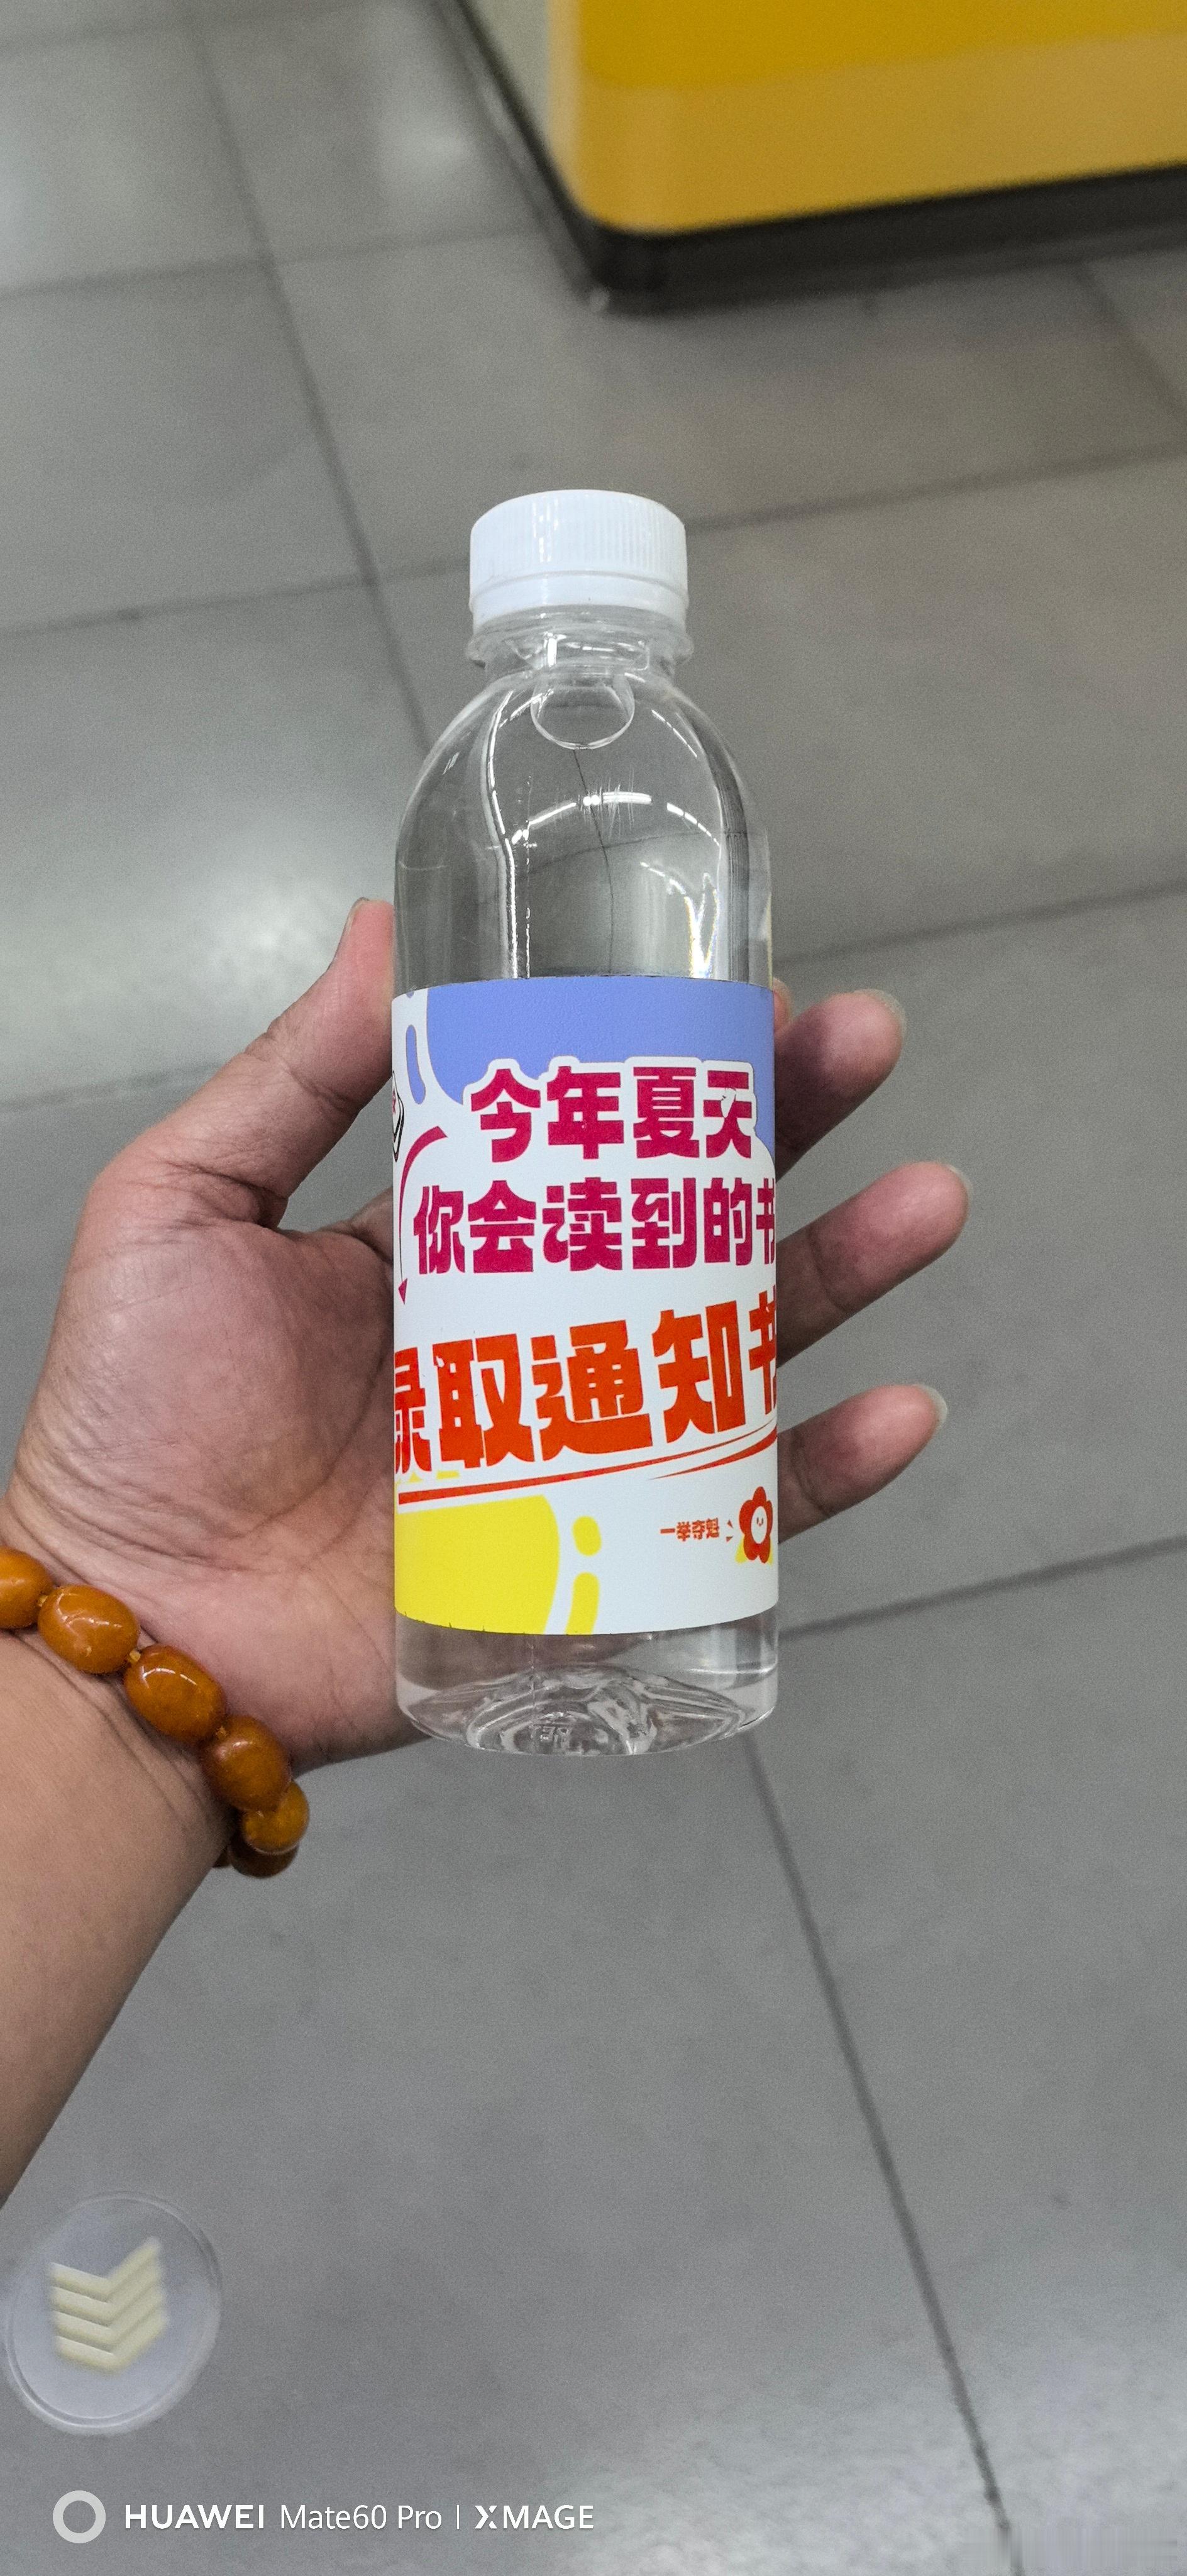 今年夏天
你会读到的书
录取通知书
一举夺魁
PET
HUAWEI Mate60 Pro | XMAGE